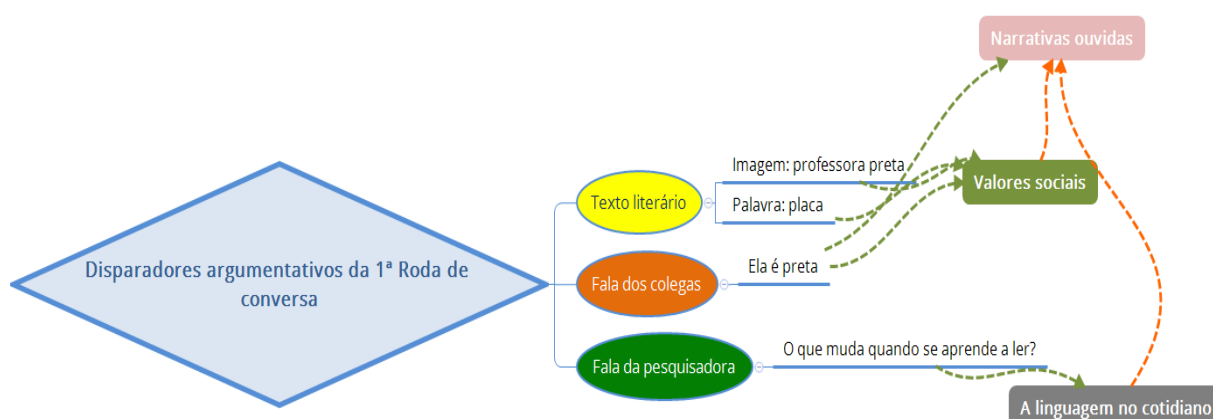 Narrativas ouvidas
Imagem: professora preta
Valores sociais
Texto literário
Palavra: placa
Disparadores argumentativos da 1ª Roda de
conversa
Ela é preta
Fala dos colegas
O que muda quando se aprende a ler?
Fala da pesquisadora
A linguagem no cotidiano